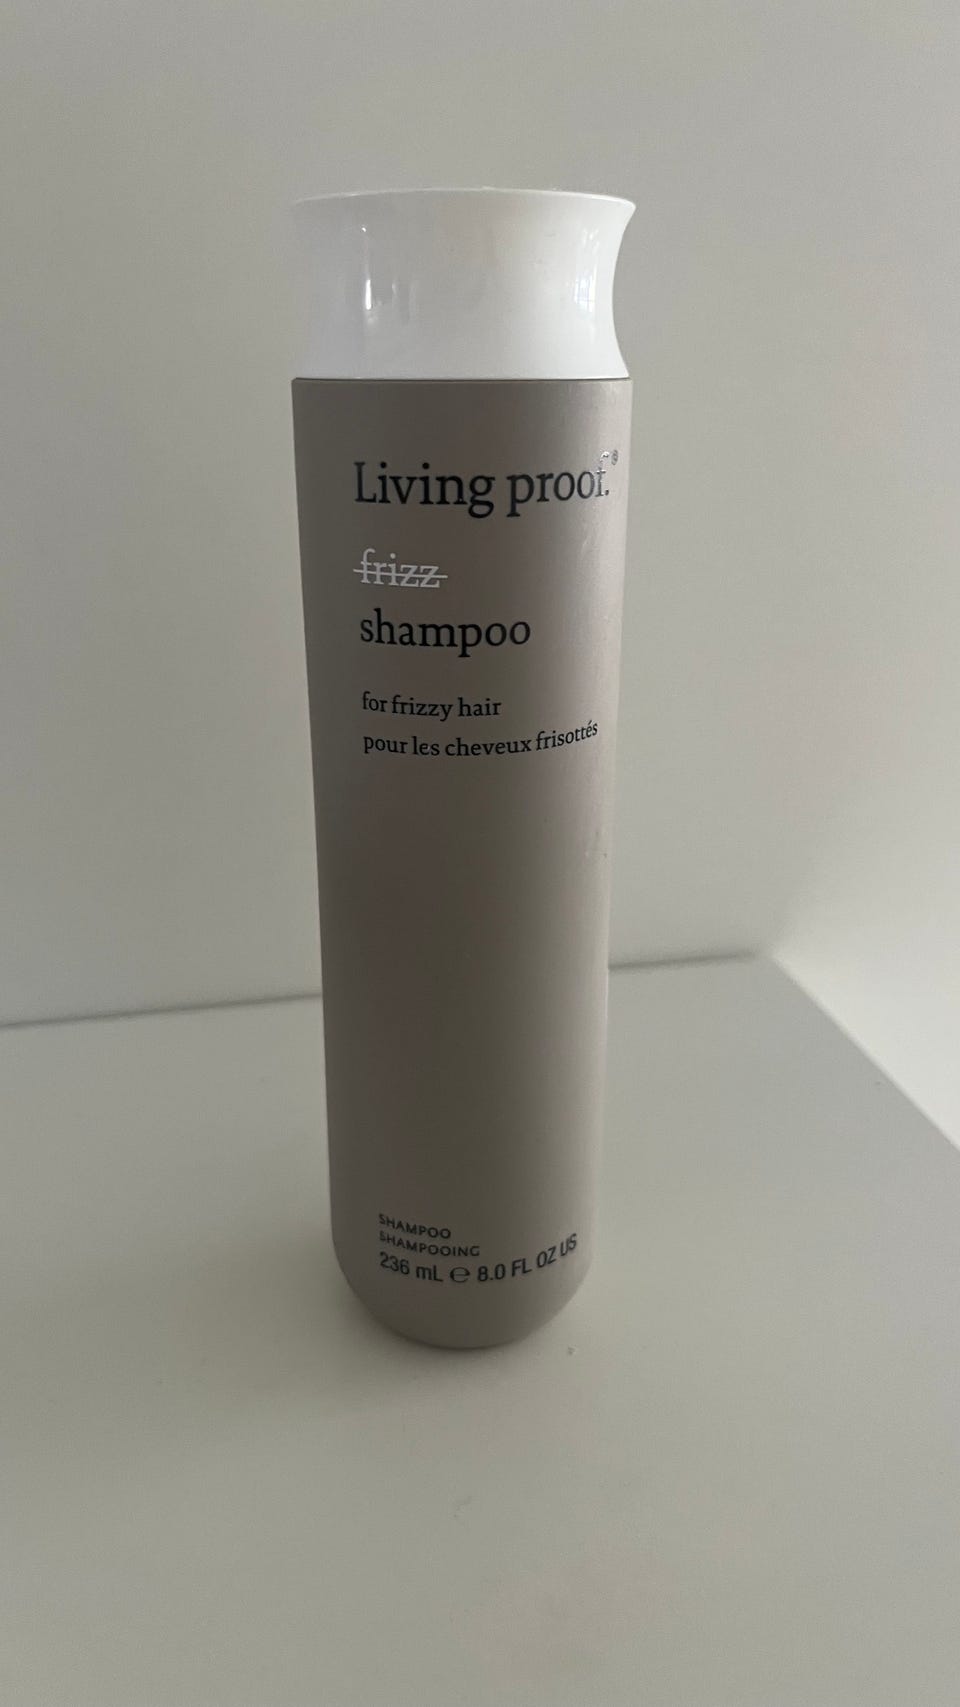 Living proof.®
frizz
shampoo
for frizzy hair
pour les cheveux frisottés
SHAMPOO
SHAMPOOING
236 mL ℮ 8.0 FL OZ US